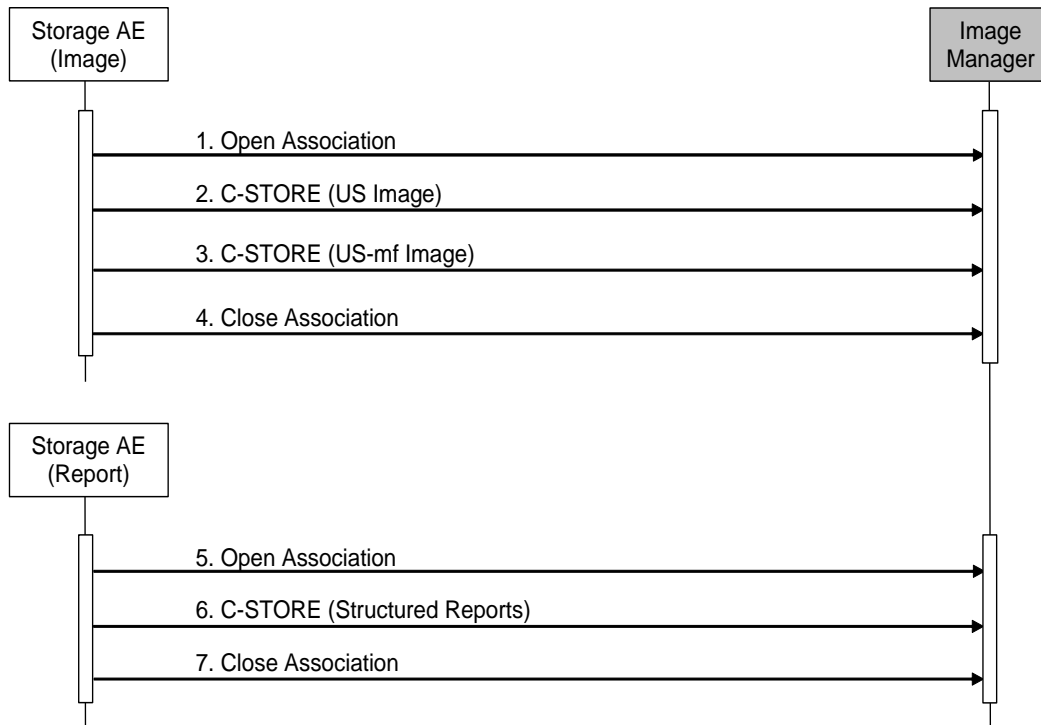 Storage AE
(Image)
Image
Manager
1. Open Association
2. C-STORE (US Image)
3. C-STORE (US-mf Image)
4. Close Association
Storage AE
(Report)
5. Open Association
6. C-STORE (Structured Reports)
7. Close Association